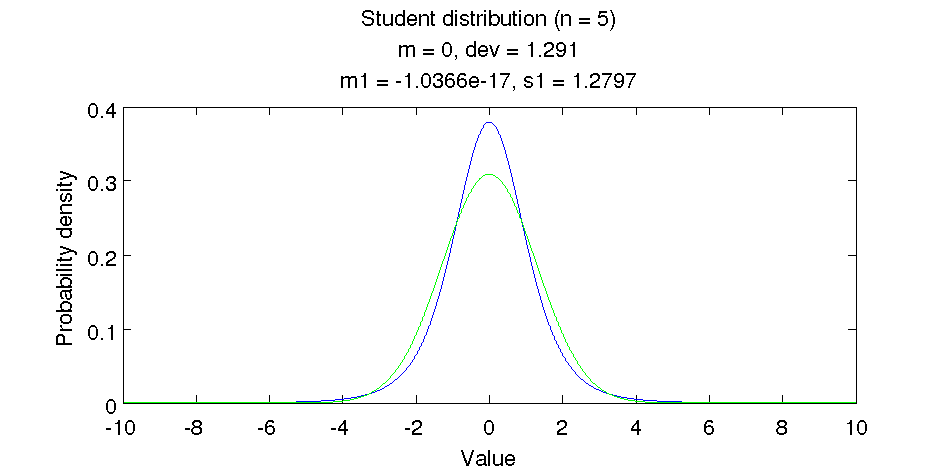 Student distribution (n = 5)
m = 0, dev = 1.291
m1 = -1.0366e-17, s1 = 1.2797
0.4
0.3
0.2
0.1
0
Probability density
-10 -8 -6 -4 -2 0 2 4 6 8 10
Value